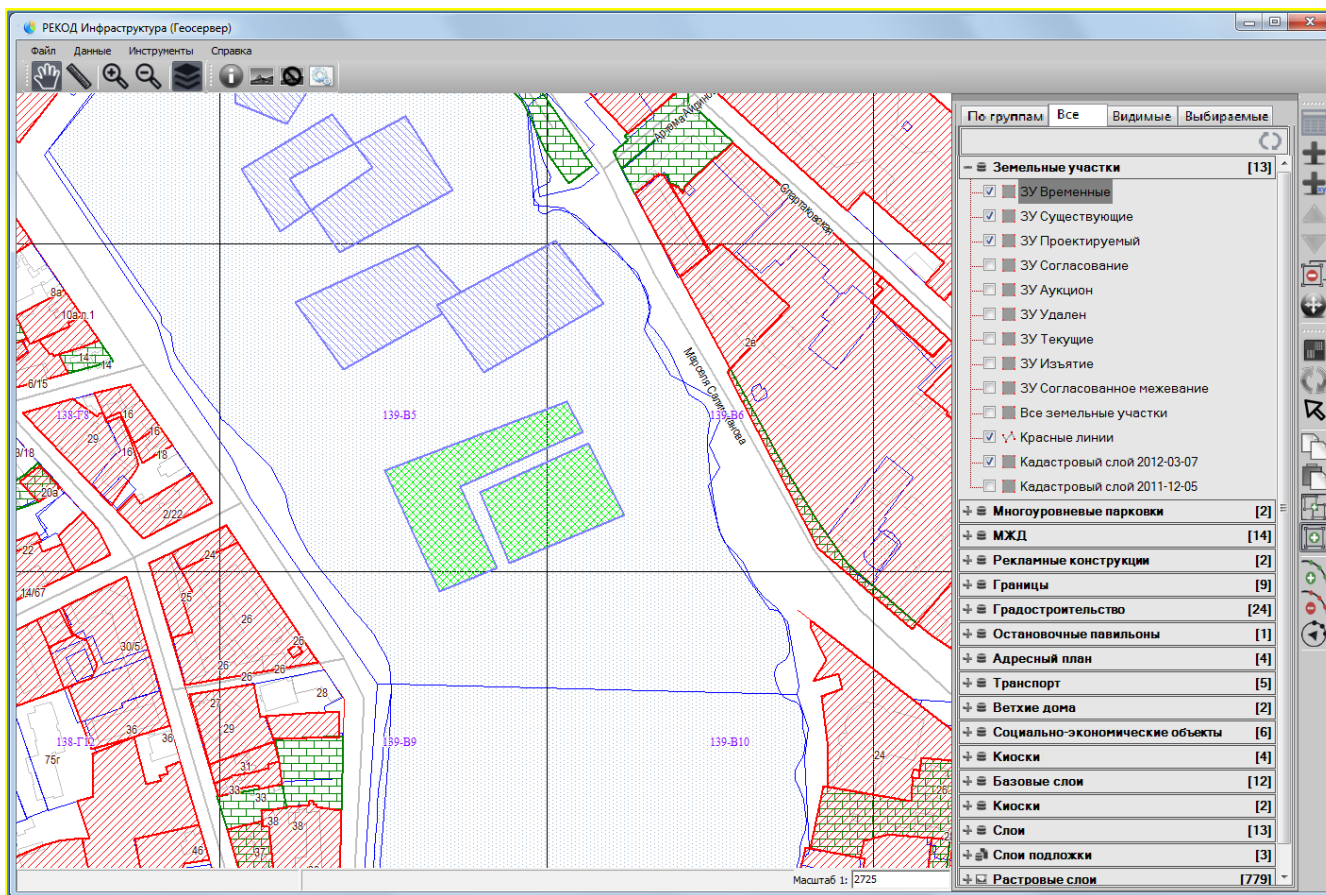 РЕКОД Инфраструктура (Геосервер)
Файл Данные Инструменты Справка
По группам Все Видимые Выбираемые
Земельные участки [13]
ЗУ Временные
ЗУ Существующие
ЗУ Проектируемый
ЗУ Согласование
ЗУ Аукцион
ЗУ Удален
ЗУ Текущие
ЗУ Изъятие
ЗУ Согласованное межевание
Все земельные участки
Красные линии
Кадастровый слой 2012-03-07
Кадастровый слой 2011-12-05
Многоуровневые парковки [2]
МЖД [14]
Рекламные конструкции [2]
Границы [9]
Градостроительство [24]
Остановочные павильоны [1]
Адресный план [4]
Транспорт [5]
Ветхие дома [2]
Социально-экономические объекты [6]
Киоски [4]
Базовые слои [12]
Киоски [2]
Слои [13]
Слои подложки [3]
Растровые слои [779]
Спартаковская
8а
10а л.1
2в
14
14
6/15
138-Г8
16
139-В5
139-В6
29
16
16
18
3/18
20а
2/22
22
24
14/67
25
26
30/5
26
26
26
26
28
27
29
36
36
138-Г12
139-В9
139-В10
75г
24
31
33
33
26
38
38
46
37
Масштаб 1: 2725